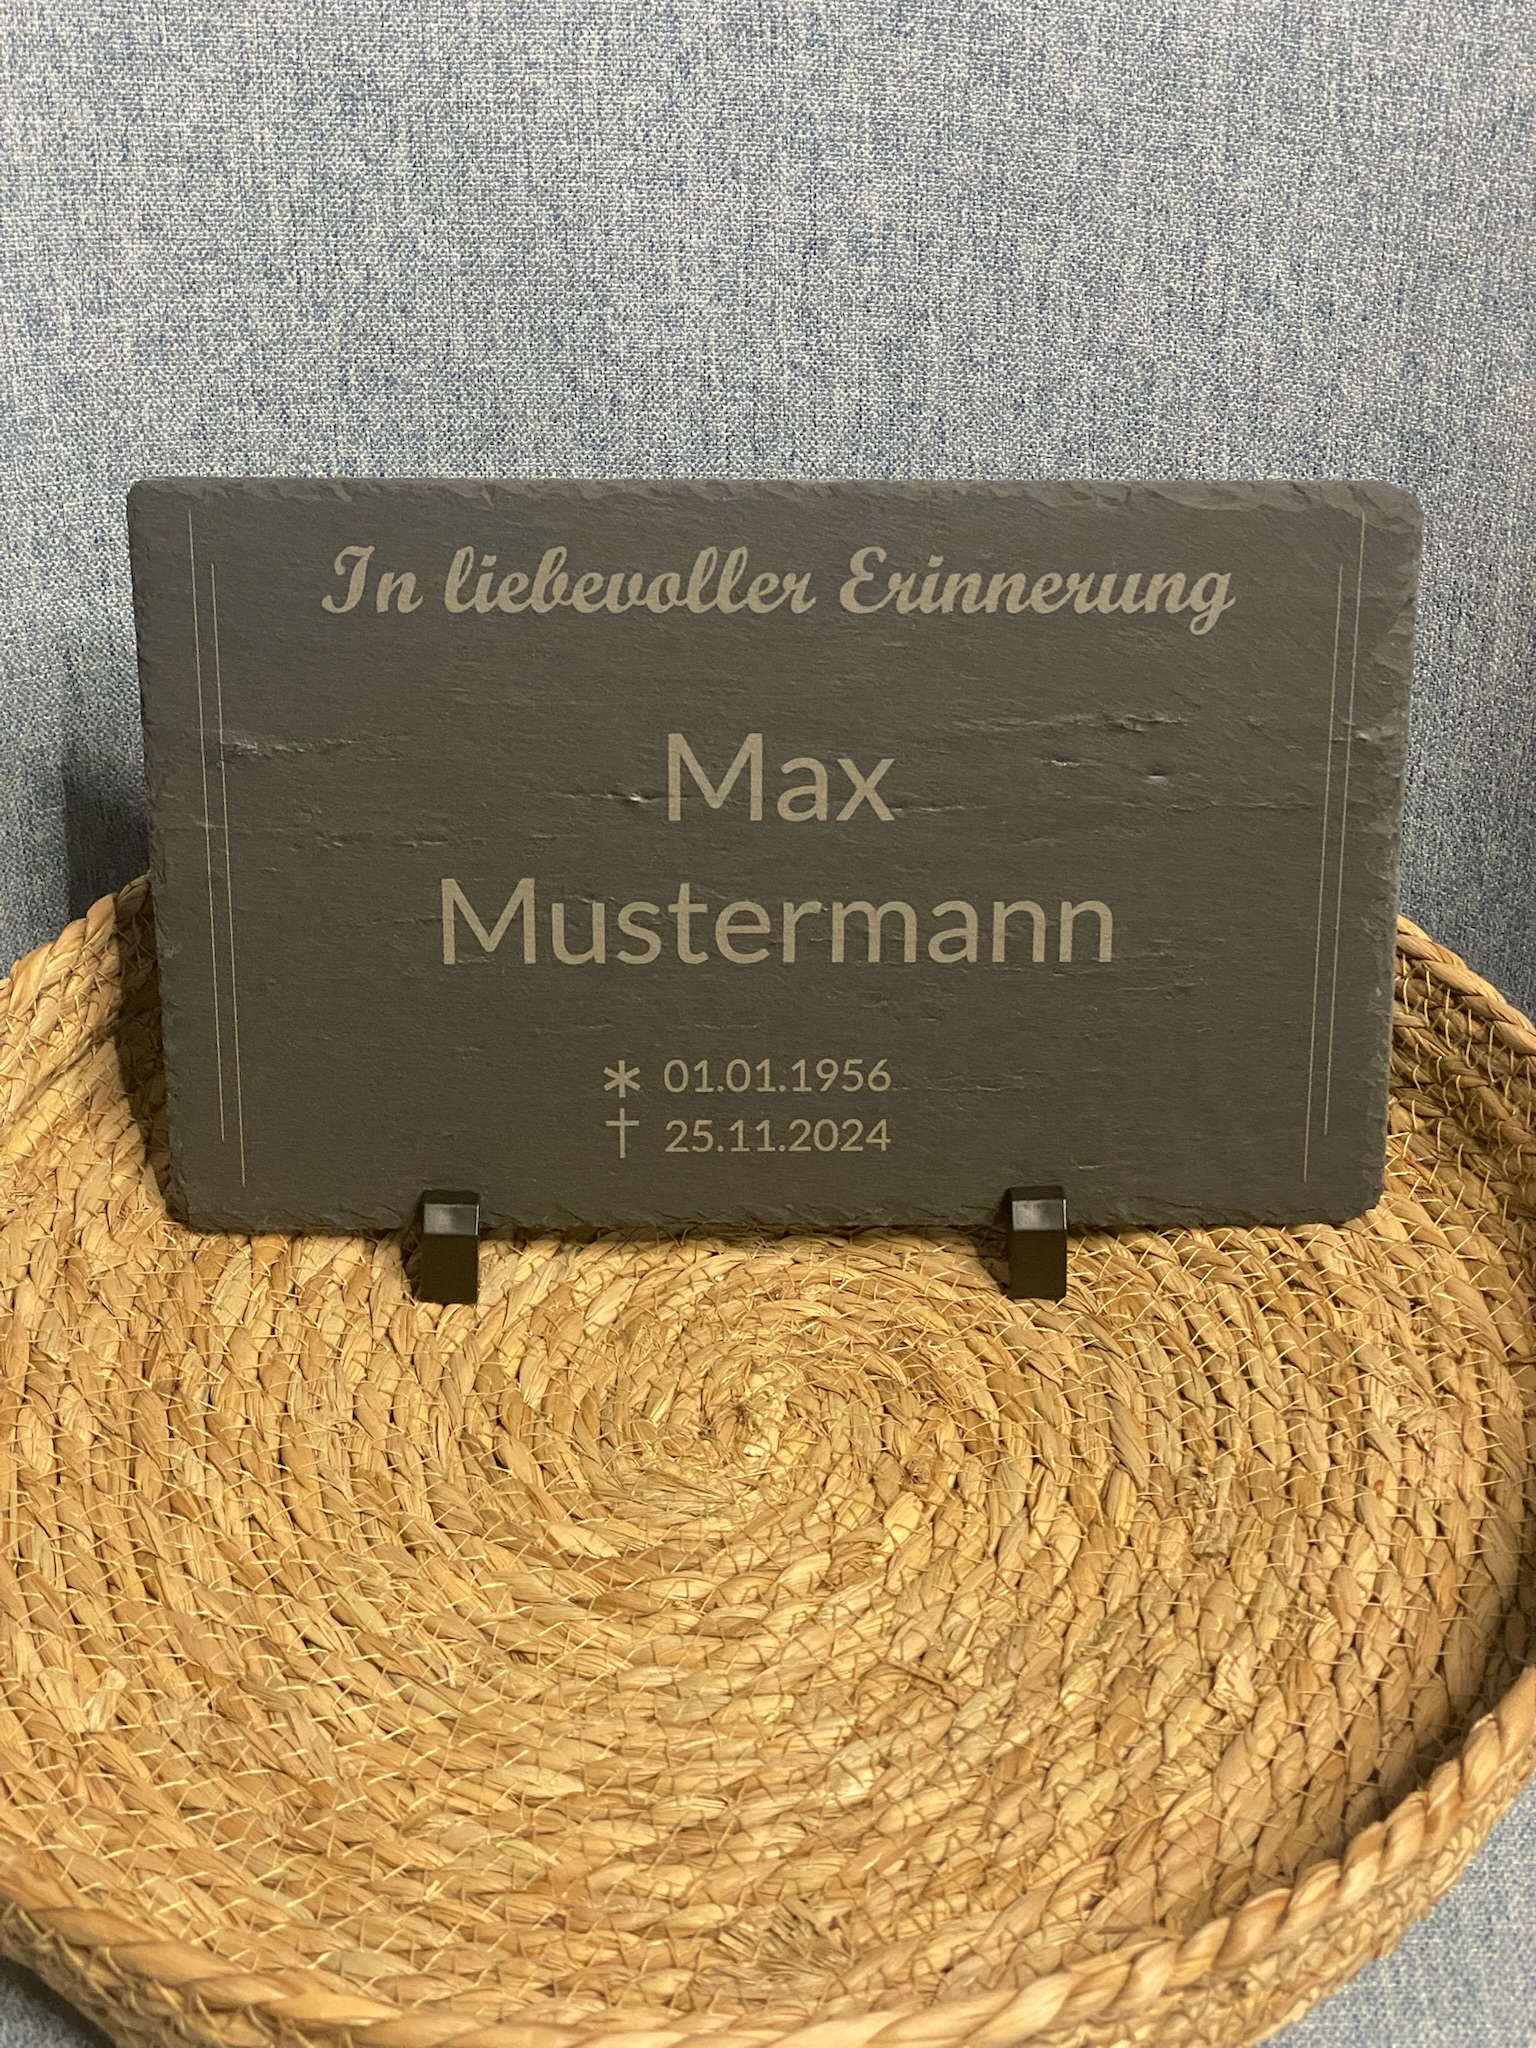 In liebevoller Erinnerung
Max
Mustermann
* 01.01.1956
† 25.11.2024